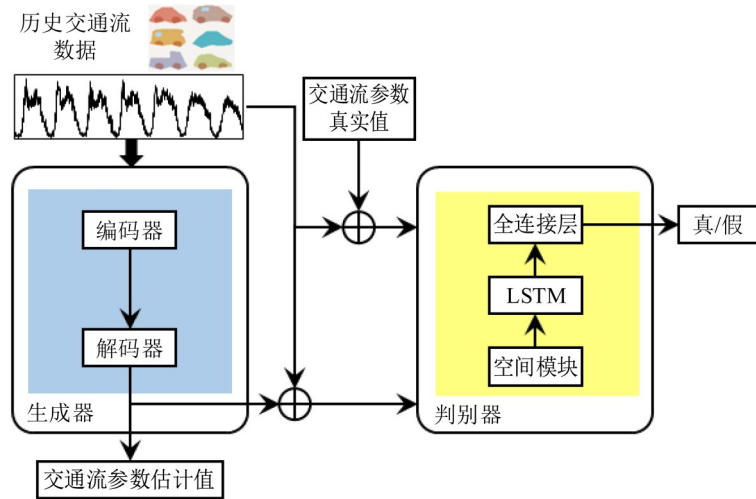 历史交通流
数据
交通流参数
真实值
编码器
解码器
生成器
交通流参数估计值
全连接层
LSTM
空间模块
判别器
真/假